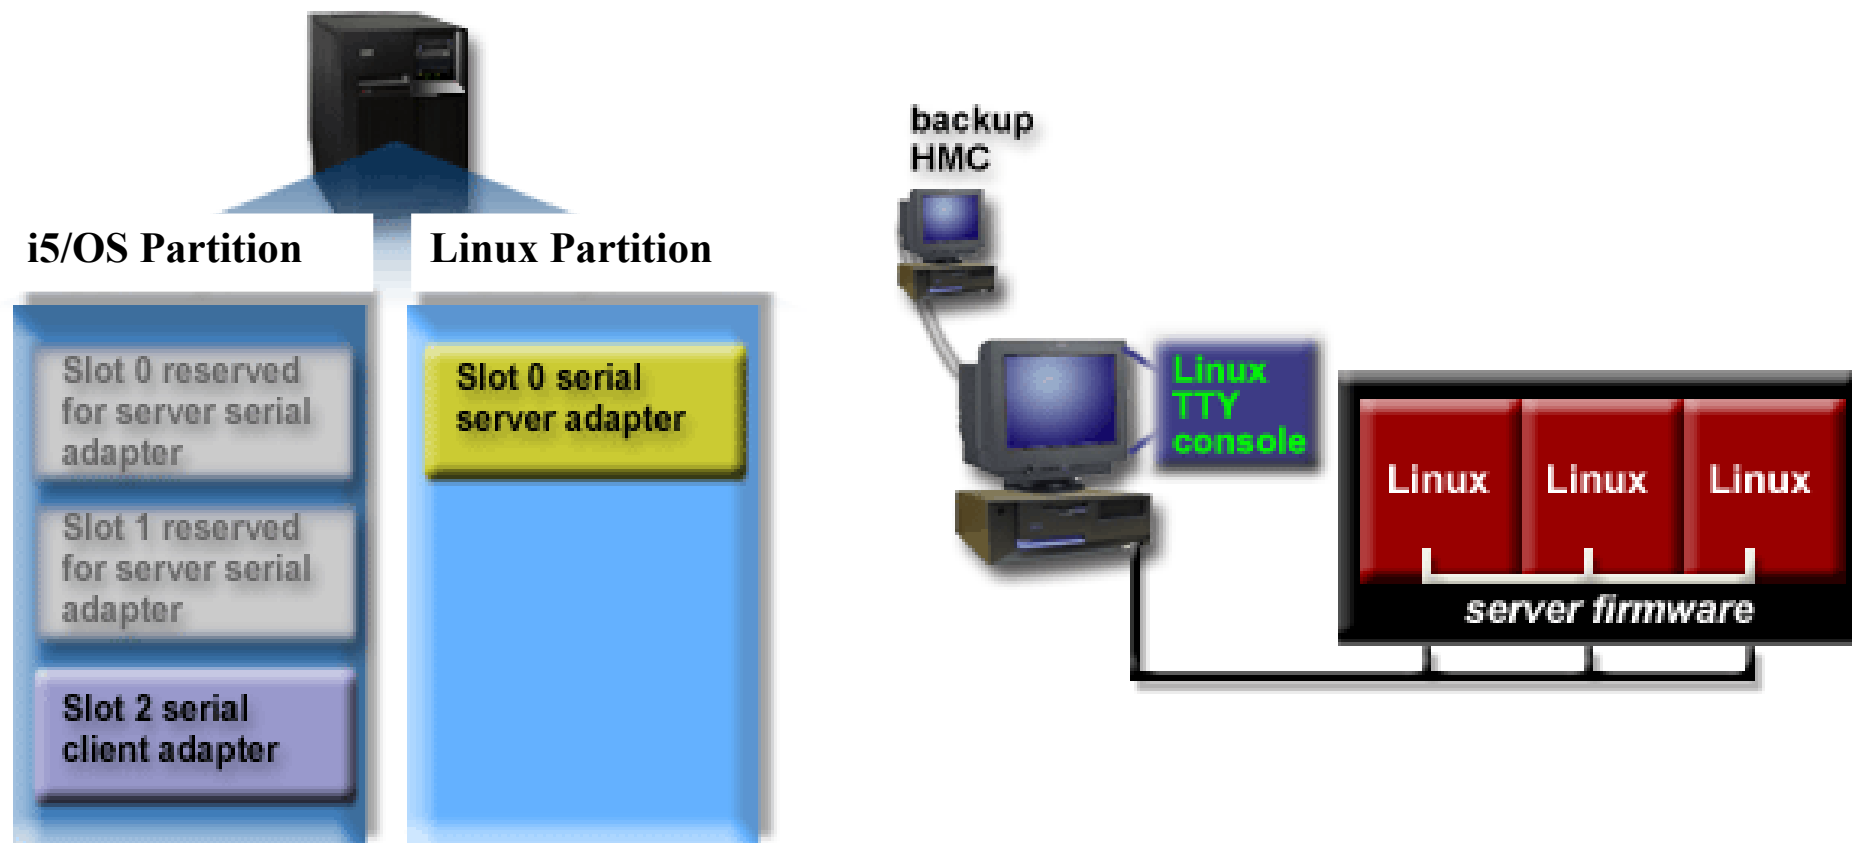 i5/OS Partition
Slot 0 reserved
for server serial
adapter
Slot 1 reserved
for server serial
adapter
Slot 2 serial
client adapter
Linux Partition
Slot 0 serial
server adapter
backup
HMC
Linux
TTY
console
Linux
Linux
Linux
server firmware